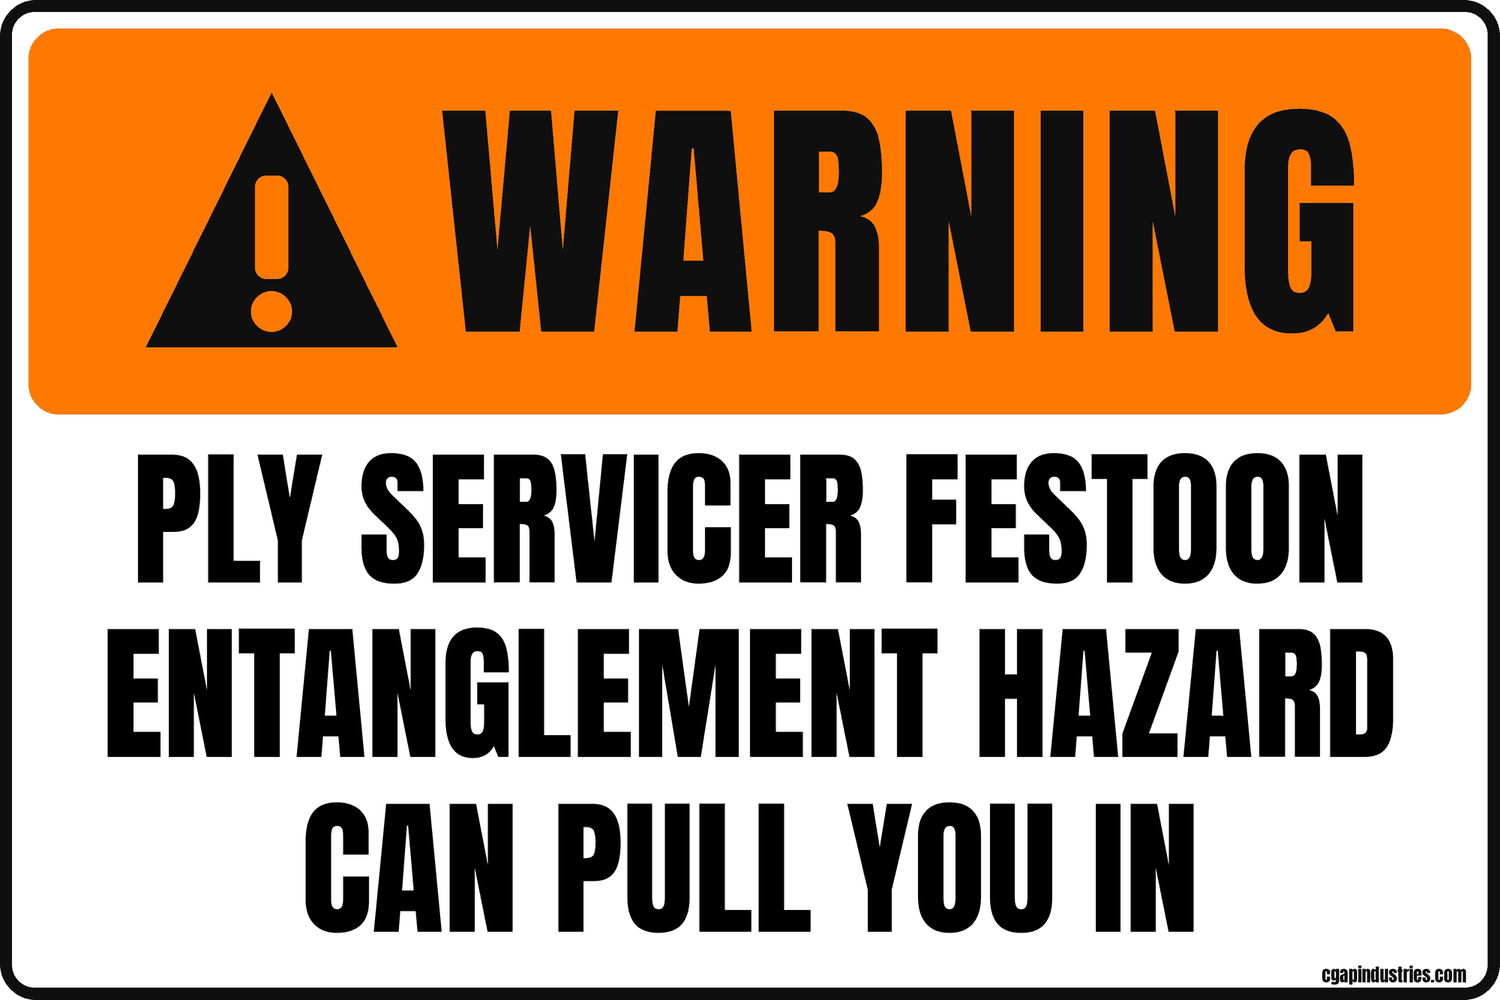 WARNING
PLY SERVICER FESTOON
ENTANGLEMENT HAZARD
CAN PULL YOU IN
cgapindustries.com